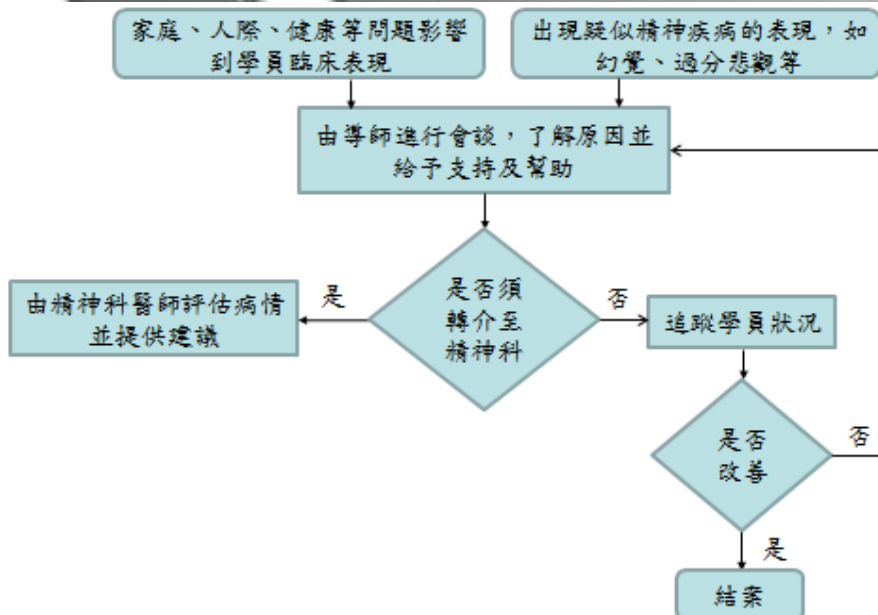 家庭、人際、健康等問題影響
到學員臨床表現
出現疑似精神疾病的表現，如
幻覺、過分悲觀等
由導師進行會談，了解原因並
給予支持及幫助
是否須
轉介至
精神科
是
由精神科醫師評估病情
並提供建議
否
追蹤學員狀況
是否
改善
否
是
結案